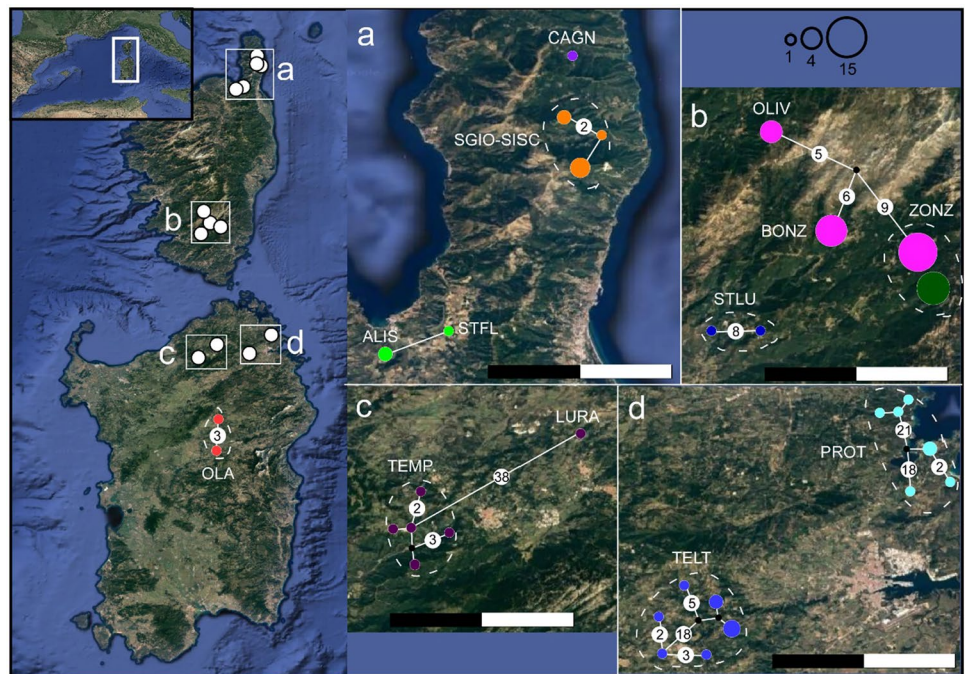 a
b
c
d
3
OLA
a
CAGN
2
SGIO-SISC
STFL
ALIS
1
4
15
b
OLIV
5
6
9
ZONZ
BONZ
STLU
8
c
LURA
TEMP.
38
2
3
d
21
PROT
18
2
TELT
5
18
2
3